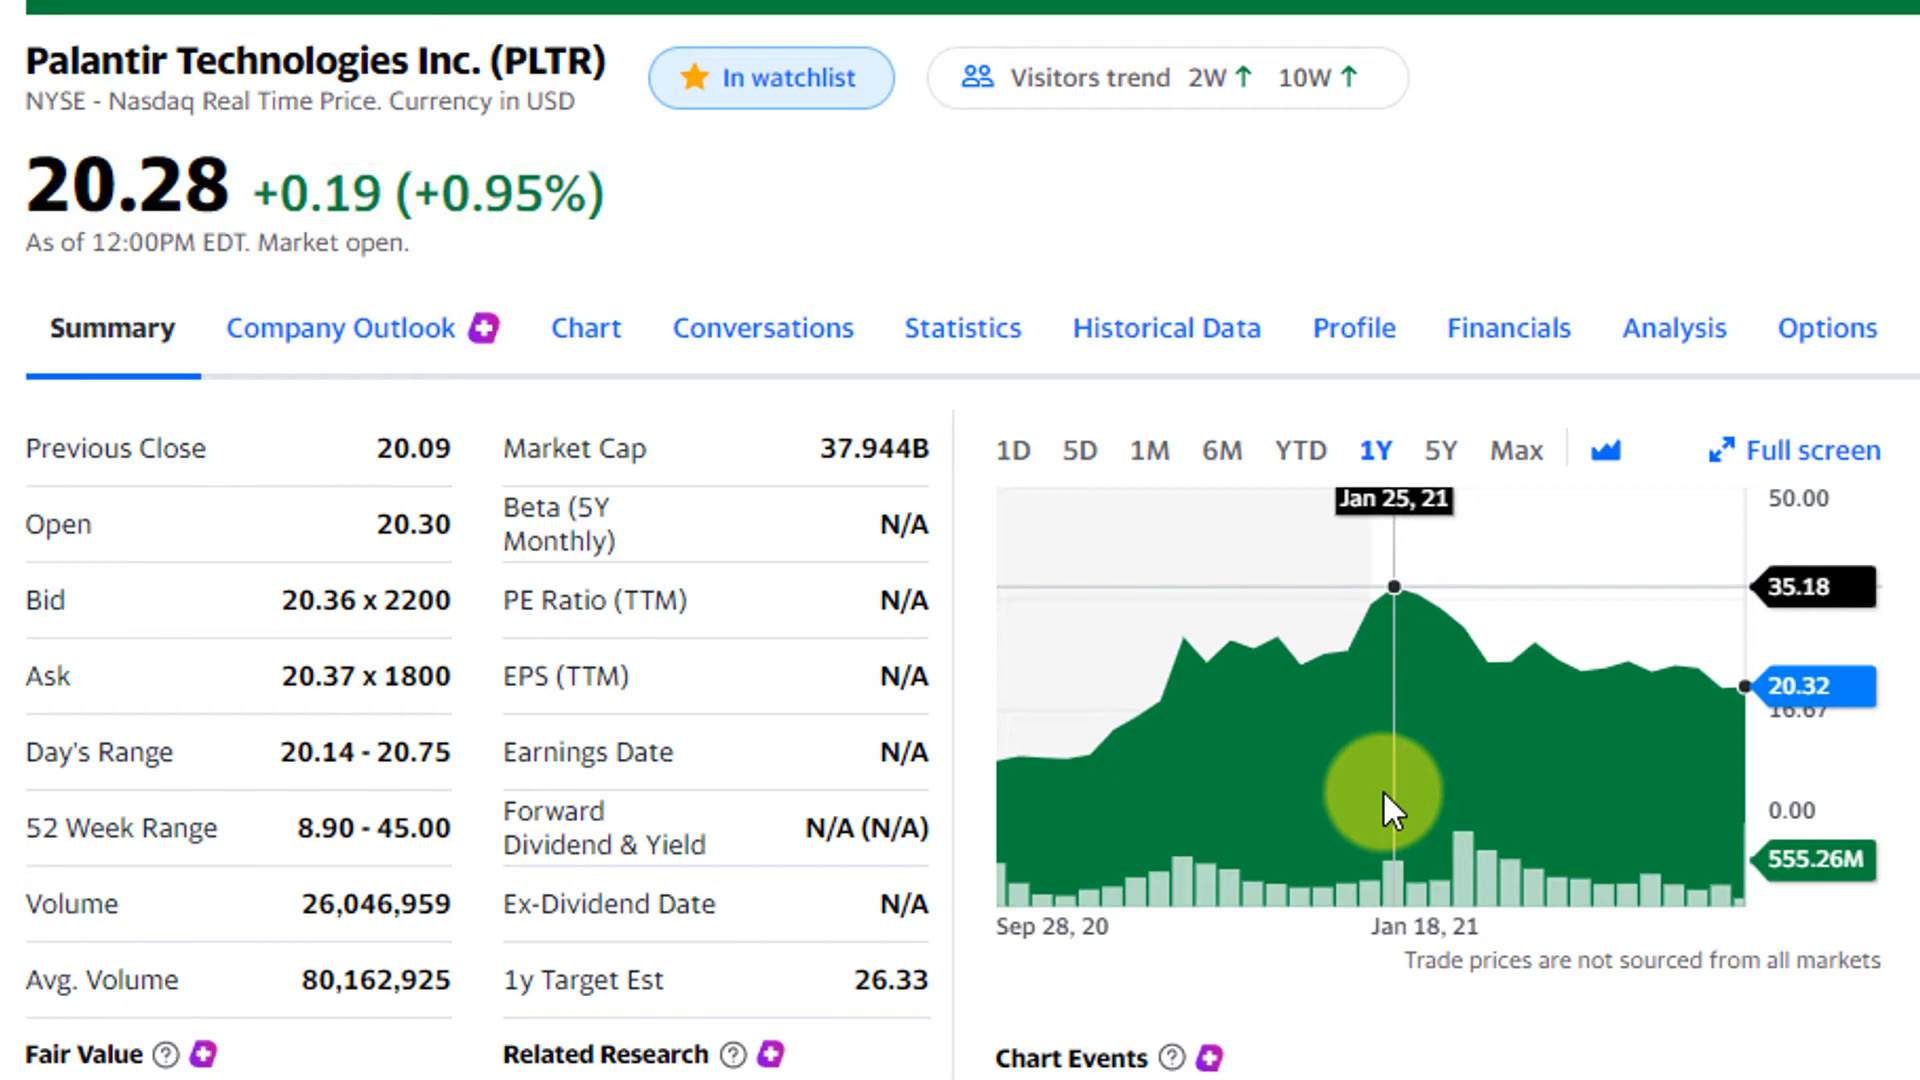 Palantir Technologies Inc. (PLTR)
NYSE - Nasdaq Real Time Price. Currency in USD
In watchlist
Visitors trend 2W 10W
20.28 +0.19 (+0.95%)
As of 12:00PM EDT. Market open.
Summary Company Outlook Chart Conversations Statistics Historical Data Profile Financials Analysis Options
Previous Close 20.09
Open 20.30
Bid 20.36 x 2200
Ask 20.37 x 1800
Day's Range 20.14 - 20.75
52 Week Range 8.90 - 45.00
Volume 26,046,959
Avg. Volume 80,162,925
Market Cap 37.944B
Beta (5Y
Monthly) N/A
PE Ratio (TTM) N/A
EPS (TTM) N/A
Earnings Date N/A
Forward
Dividend & Yield N/A (N/A)
Ex-Dividend Date N/A
1y Target Est 26.33
1D 5D 1M 6M YTD 1Y 5Y Max Full screen
Jan 25, 21
50.00
35.18
20.32
16.67
0.00
555.26M
Sep 28, 20 Jan 18, 21
Trade prices are not sourced from all markets
Fair Value ?
Related Research ?
Chart Events ?